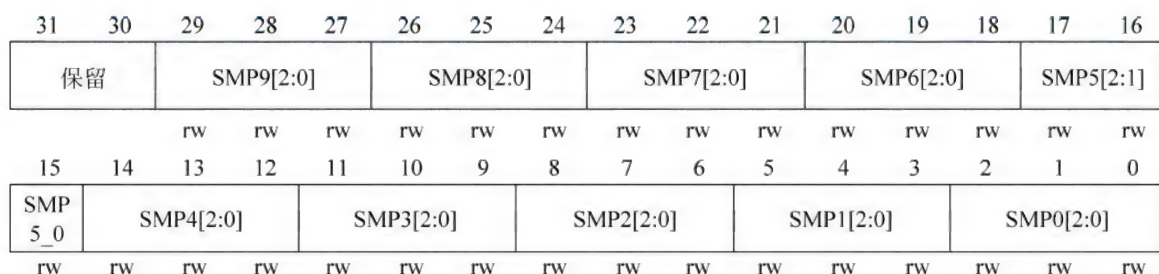 31 30 29 28 27 26 25 24 23 22 21 20 19 18 17 16
保留 SMP9[2:0] SMP8[2:0] SMP7[2:0] SMP6[2:0] SMP5[2:1]
rw rw rw rw rw rw rw rw rw rw rw rw rw rw
15 14 13 12 11 10 9 8 7 6 5 4 3 2 1 0
SMP
5_0 SMP4[2:0] SMP3[2:0] SMP2[2:0] SMP1[2:0] SMP0[2:0]
rw rw rw rw rw rw rw rw rw rw rw rw rw rw rw rw